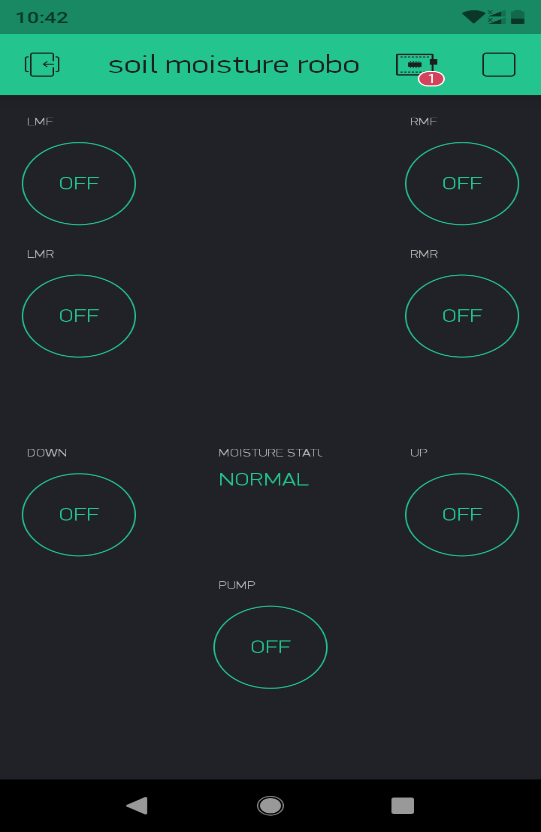 10:42
soil moisture robo
1
LMF RMF
OFF OFF
LMR RMR
OFF OFF
DOWN MOISTURE STATU UP
NORMAL
OFF OFF
PUMP
OFF